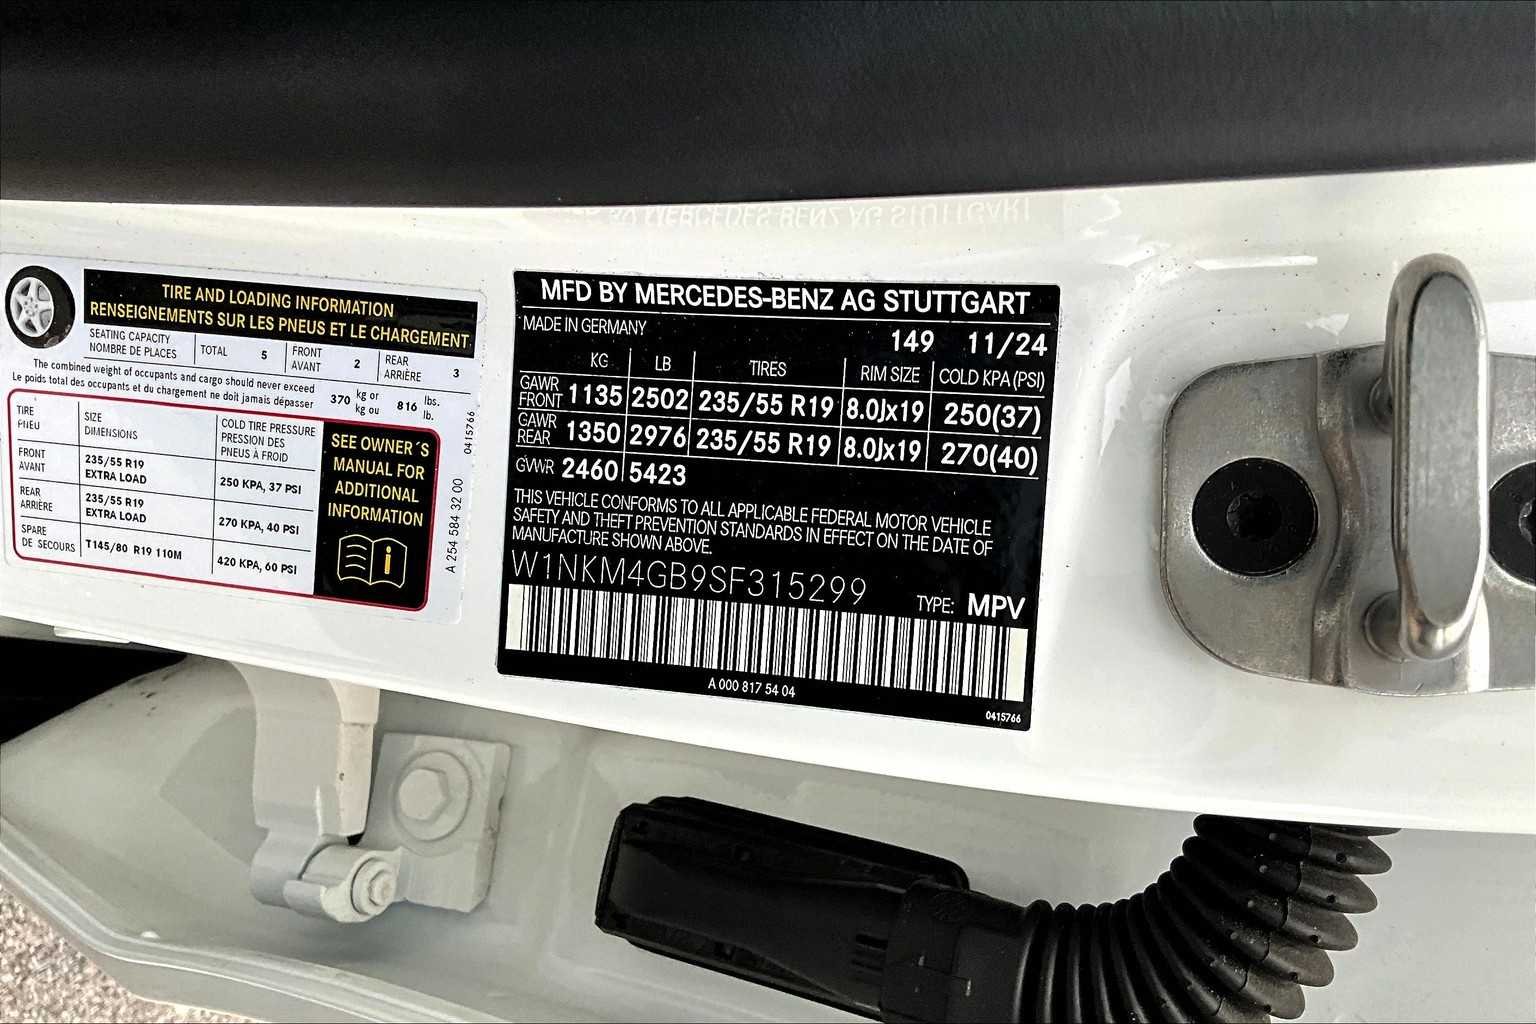 TIRE AND LOADING INFORMATION
RENSEIGNEMENTS SUR LES PNEUS ET LE CHARGEMENT
SEATING CAPACITY
NOMBRE DE PLACES
TOTAL 5
FRONT
AVANT 2
REAR
ARRIÈRE 3
The combined weight of occupants and cargo should never exceed
Le poids total des occupants et du chargement ne doit jamais dépasser
370 kg or
kg ou
816 lbs.
lb.
TIRE
PNEU
SIZE
DIMENSIONS
COLD TIRE PRESSURE
PRESSION DES
PNEUS À FROID
FRONT
AVANT
235/55 R19
EXTRA LOAD
250 KPA, 37 PSI
REAR
ARRIÈRE
235/55 R19
EXTRA LOAD
270 KPA, 40 PSI
SPARE
DE SECOURS
T145/80 R19 110M
420 KPA, 60 PSI
SEE OWNER´S
MANUAL FOR
ADDITIONAL
INFORMATION
i
A 254 584 32 00
0415766
MFD BY MERCEDES-BENZ AG STUTTGART
MADE IN GERMANY
149 11/24
KG LB TIRES RIM SIZE COLD KPA (PSI)
GAWR
FRONT 1135 2502 235/55 R19 8.0Jx19 250(37)
GAWR
REAR 1350 2976 235/55 R19 8.0Jx19 270(40)
GVWR 2460 5423
THIS VEHICLE CONFORMS TO ALL APPLICABLE FEDERAL MOTOR VEHICLE
SAFETY AND THEFT PREVENTION STANDARDS IN EFFECT ON THE DATE OF
MANUFACTURE SHOWN ABOVE.
W1NKM4GB9SF315299
TYPE: MPV
A 000 817 54 04
0415766